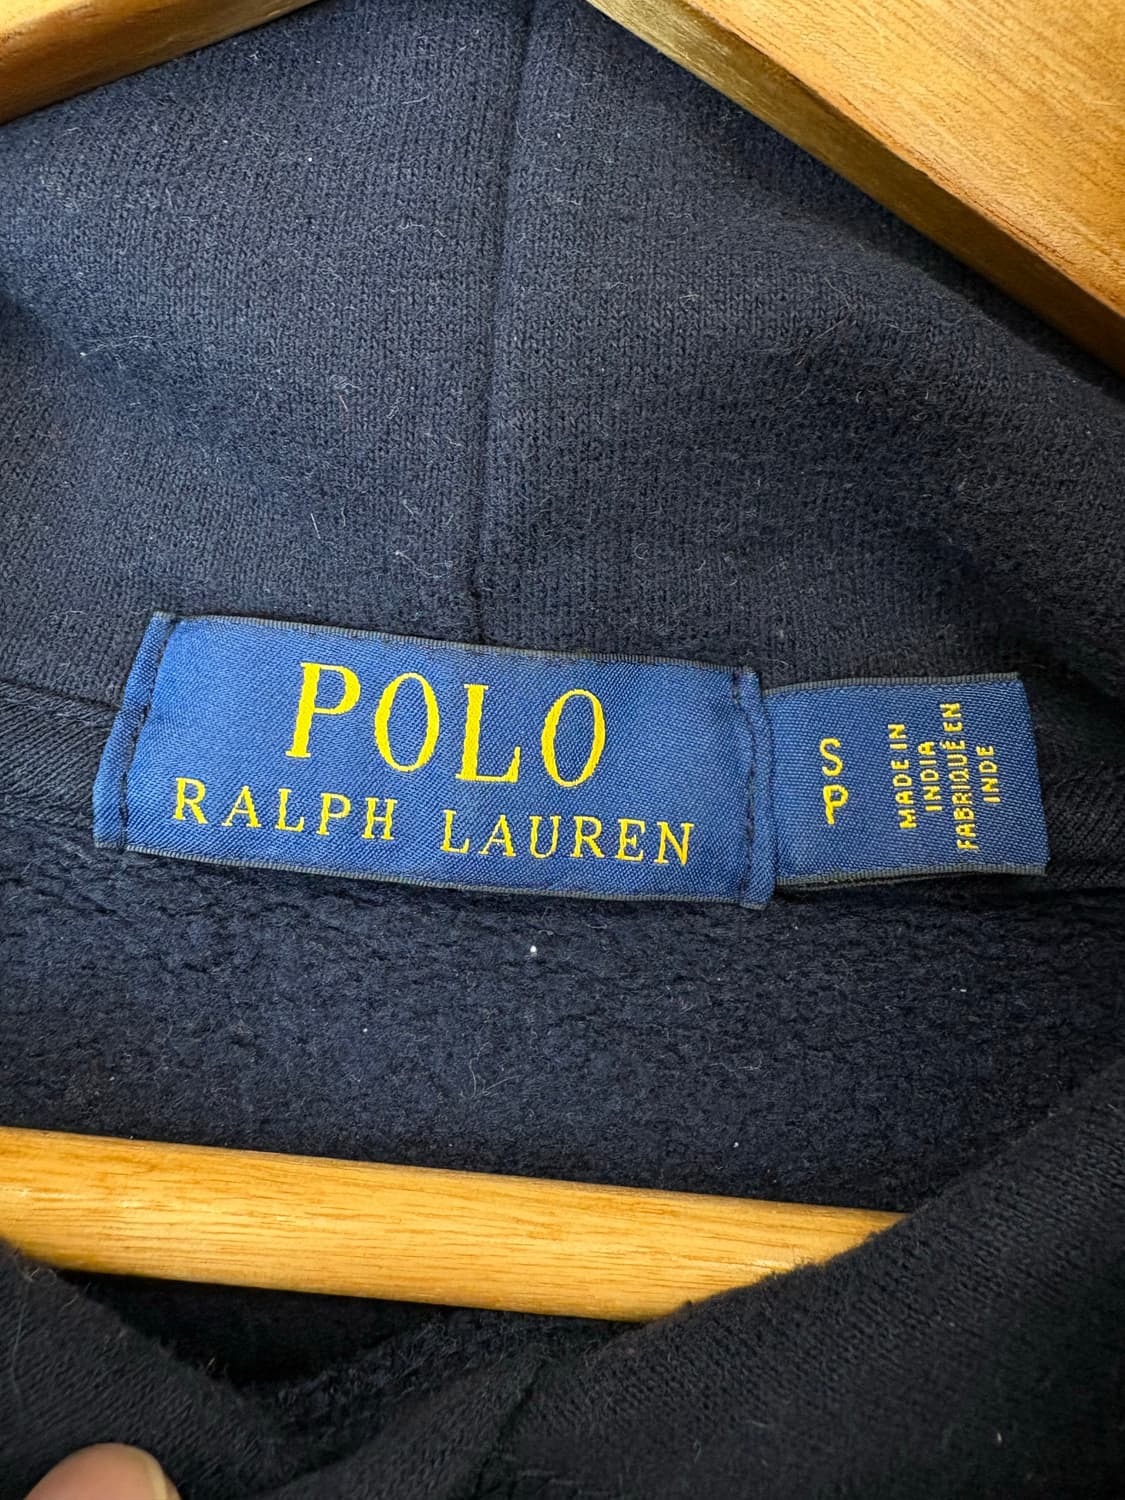 POLO
RALPH LAUREN
S
P
MADE IN
INDIA
FABRIQUÉ EN
INDE